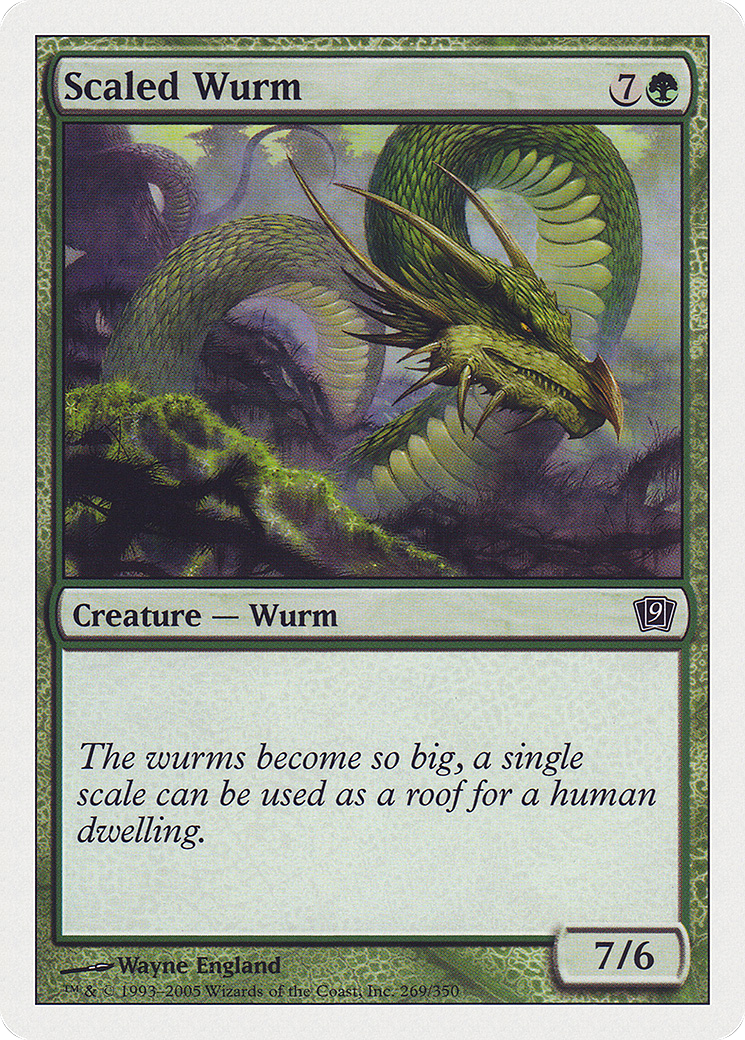 Scaled Wurm 7
Creature — Wurm 9
The wurms become so big, a single
scale can be used as a roof for a human
dwelling.
7/6
Wayne England
™ & © 1993–2005 Wizards of the Coast, Inc. 269/350